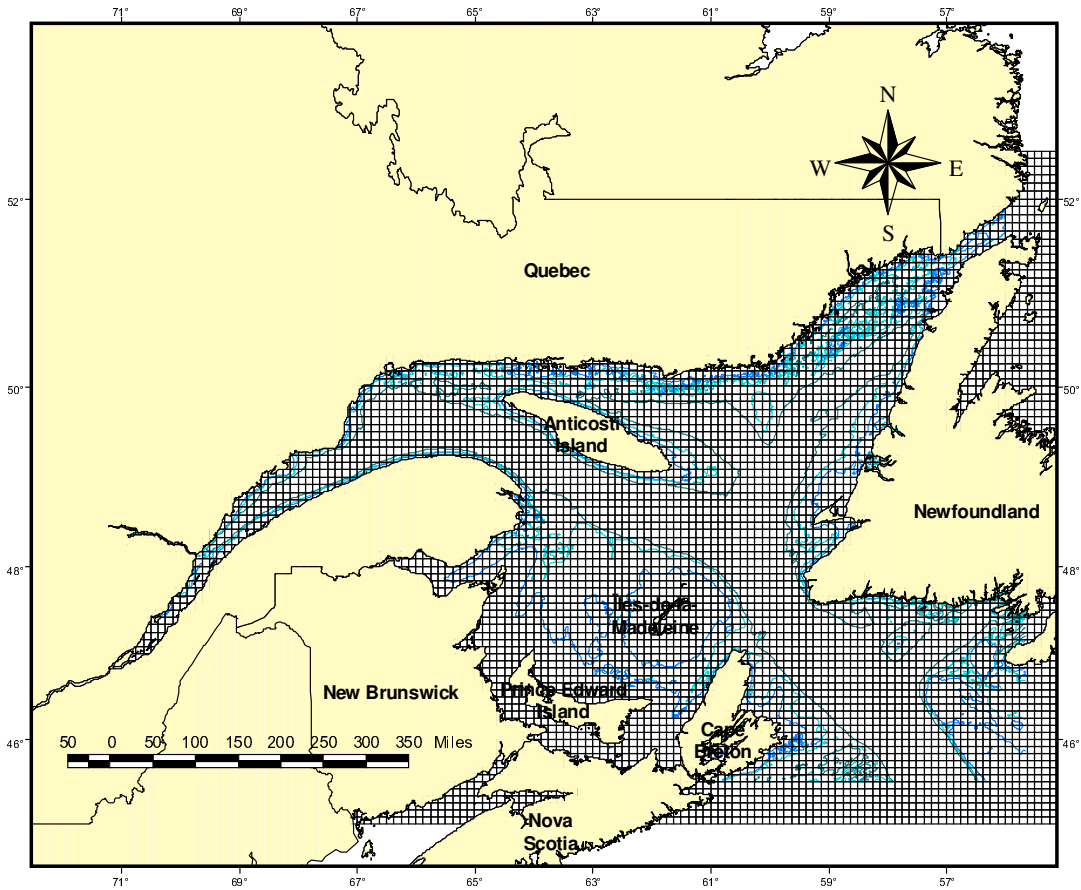 71° 69° 67° 65° 63° 61° 59° 57°
N
W E
S
52° 52°
Quebec
50° 50°
Anticosti
Island
Newfoundland
48° 48°
Îles-de-la-
Madeleine
New Brunswick
Prince Edward
Island
Cape
Breton
46° 46°
50 0 50 100 150 200 250 300 350 Miles
Nova
Scotia
71° 69° 67° 65° 63° 61° 59° 57°